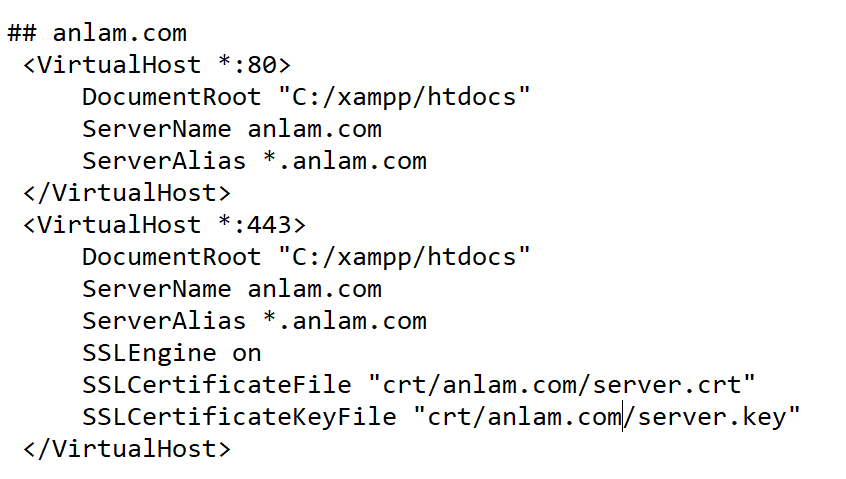 ## anlam.com
<VirtualHost *:80>
DocumentRoot "C:/xampp/htdocs"
ServerName anlam.com
ServerAlias *.anlam.com
</VirtualHost>
<VirtualHost *:443>
DocumentRoot "C:/xampp/htdocs"
ServerName anlam.com
ServerAlias *.anlam.com
SSLEngine on
SSLCertificateFile "crt/anlam.com/server.crt"
SSLCertificateKeyFile "crt/anlam.com/server.key"
</VirtualHost>